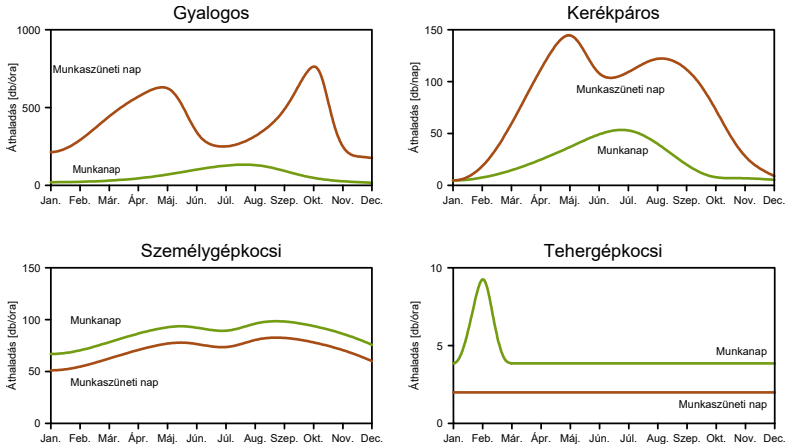 Gyalogos
Áthaladás [db/óra]
1000
500
0
Munkaszüneti nap
Munkanap
Jan. Feb. Már. Ápr. Máj. Jún. Júl. Aug. Szep. Okt. Nov. Dec.
Kerékpáros
Áthaladás [db/nap]
150
100
50
0
Munkaszüneti nap
Munkanap
Jan. Feb. Már. Ápr. Máj. Jún. Júl. Aug. Szep. Okt. Nov. Dec.
Személygépkocsi
Áthaladás [db/óra]
150
100
50
0
Munkanap
Munkaszüneti nap
Jan. Feb. Már. Ápr. Máj. Jún. Júl. Aug. Szep. Okt. Nov. Dec.
Tehergépkocsi
Áthaladás [db/óra]
10
5
0
Munkanap
Munkaszüneti nap
Jan. Feb. Már. Ápr. Máj. Jún. Júl. Aug. Szep. Okt. Nov. Dec.